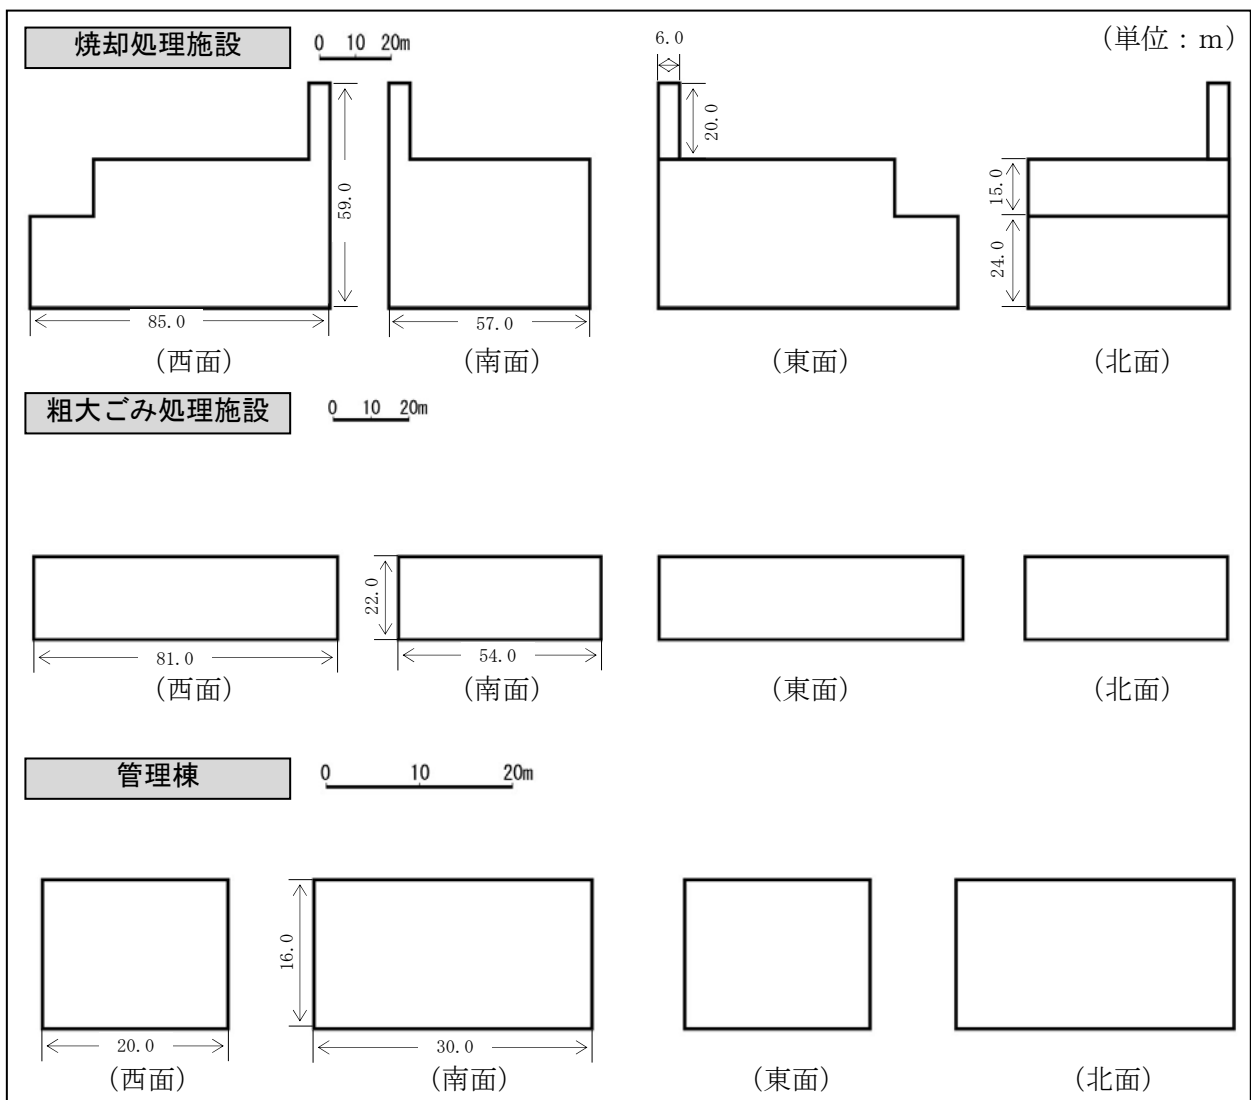 焼却処理施設
0 10 20m
(単位:m)
6.0
20.0
59.0
15.0
24.0
85.0
57.0
(西面)
(南面)
(東面)
(北面)
粗大ごみ処理施設
0 10 20m
22.0
81.0
54.0
(西面)
(南面)
(東面)
(北面)
管理棟
0 10 20m
16.0
20.0
30.0
(西面)
(南面)
(東面)
(北面)